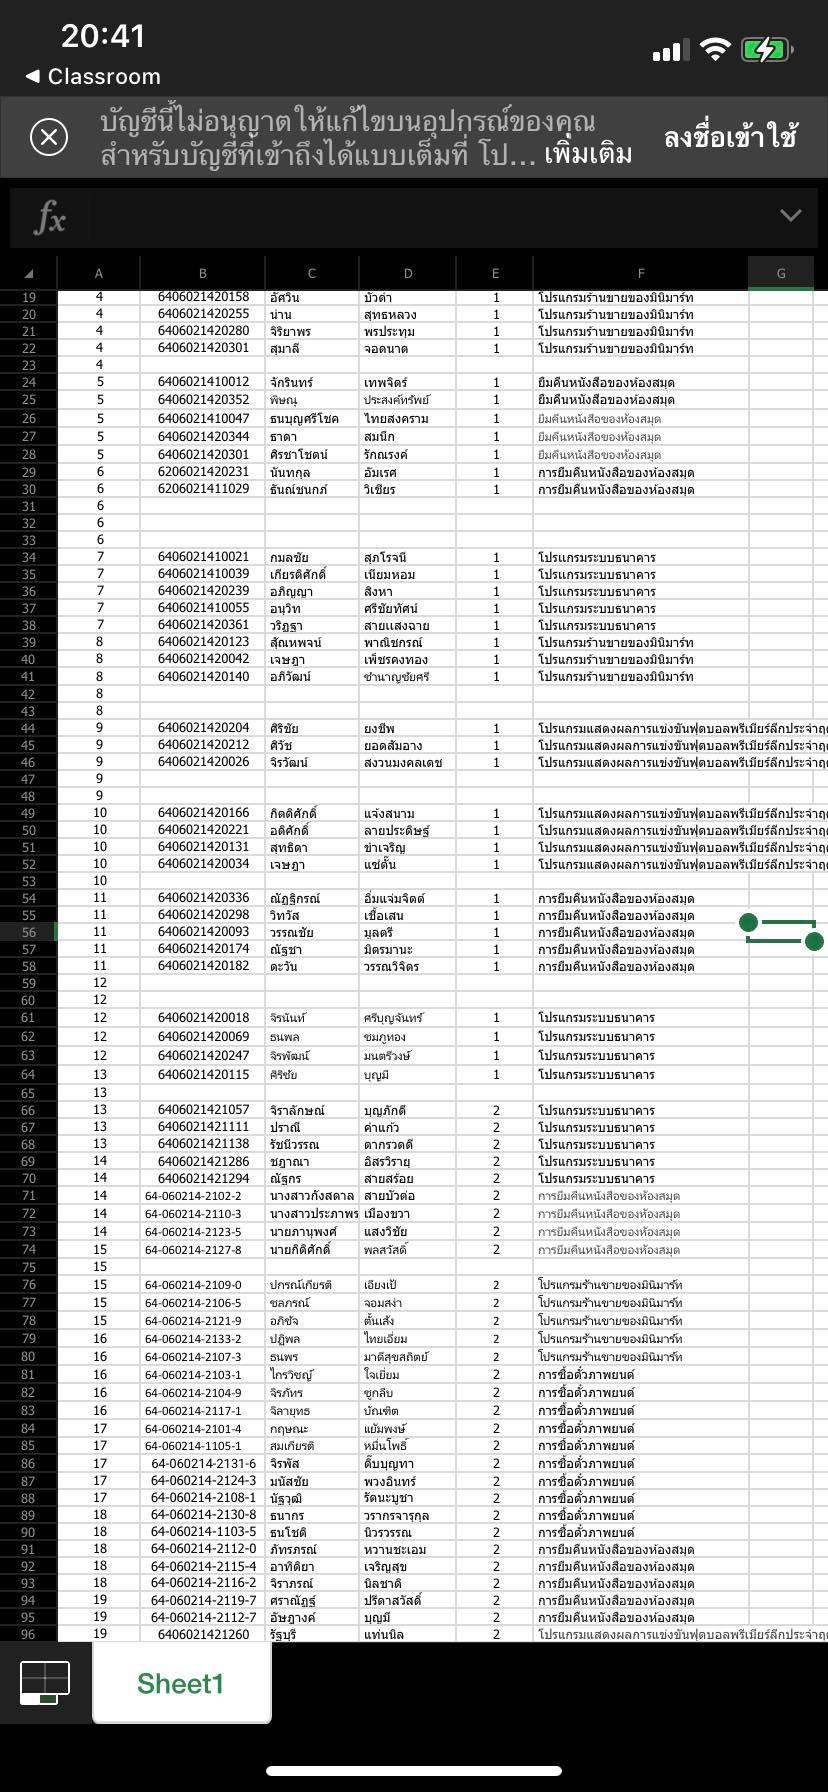 20:41
◀ Classroom
บัญชีนี้ไม่อนุญาตให้แก้ไขบนอุปกรณ์ของคุณ
สำหรับบัญชีที่เข้าถึงได้แบบเต็มที่ โป... เพิ่มเติม
ลงชื่อเข้าใช้
fx
A B C D E F G
19 4 6406021420158 อัศวิน บัวดำ 1 โปรแกรมร้านขายของมินิมาร์ท
20 4 6406021420255 น่าน สุทธหลวง 1 โปรแกรมร้านขายของมินิมาร์ท
21 4 6406021420280 จิริยาพร พรประทุม 1 โปรแกรมร้านขายของมินิมาร์ท
22 4 6406021420301 สุมาลี จอดนาด 1 โปรแกรมร้านขายของมินิมาร์ท
23 4
24 5 6406021410012 จักรินทร์ เทพจิตร์ 1 ยืมคืนหนังสือของห้องสมุด
25 5 6406021420352 พิษณุ ประสงค์ทรัพย์ 1 ยืมคืนหนังสือของห้องสมุด
26 5 6406021410047 ธนบุญศรีโชค ไทยสงคราม 1 ยืมคืนหนังสือของห้องสมุด
27 5 6406021420344 ธาดา สมนึก 1 ยืมคืนหนังสือของห้องสมุด
28 5 6406021420301 ศิรชาโชตน์ รักณรงค์ 1 ยืมคืนหนังสือของห้องสมุด
29 6 6206021420231 นันทกุล อัมเรศ 1 การยืมคืนหนังสือของห้องสมุด
30 6 6206021411029 ธันณ์ชนกภ์ วิเชียร 1 การยืมคืนหนังสือของห้องสมุด
31 6
32 6
33 6
34 7 6406021410021 กมลชัย สุภโรจนี 1 โปรแกรมระบบธนาคาร
35 7 6406021410039 เกียรติศักดิ์ เนียมหอม 1 โปรแกรมระบบธนาคาร
36 7 6406021420239 อภิญญา สิงหา 1 โปรแกรมระบบธนาคาร
37 7 6406021410055 อนุวิท ศรีชัยทัศน์ 1 โปรแกรมระบบธนาคาร
38 7 6406021420361 วริฏฐา สายแสงฉาย 1 โปรแกรมระบบธนาคาร
39 8 6406021420123 สัณหพจน์ พาณิชกรณ์ 1 โปรแกรมร้านขายของมินิมาร์ท
40 8 6406021420042 เจษฎา เพ็ชรคงทอง 1 โปรแกรมร้านขายของมินิมาร์ท
41 8 6406021420140 อภิวัฒน์ ชำนาญชัยศรี 1 โปรแกรมร้านขายของมินิมาร์ท
42 8
43 8
44 9 6406021420204 ศิริชัย ยงชีพ 1 โปรแกรมแสดงผลการแข่งขันฟุตบอลพรีเมียร์ลีกประจำฤดู
45 9 6406021420212 ศิวัช ยอดสัมอาง 1 โปรแกรมแสดงผลการแข่งขันฟุตบอลพรีเมียร์ลีกประจำฤดู
46 9 6406021420026 จิรวัฒน์ สงวนมงคลเดช 1 โปรแกรมแสดงผลการแข่งขันฟุตบอลพรีเมียร์ลีกประจำฤดู
47 9
48 9
49 10 6406021420166 กิตติศักดิ์ แจ้งสนาม 1 โปรแกรมแสดงผลการแข่งขันฟุตบอลพรีเมียร์ลีกประจำฤดู
50 10 6406021420221 อดิศักดิ์ ลายประดิษฐ์ 1 โปรแกรมแสดงผลการแข่งขันฟุตบอลพรีเมียร์ลีกประจำฤดู
51 10 6406021420131 สุทธิดา ขำเจริญ 1 โปรแกรมแสดงผลการแข่งขันฟุตบอลพรีเมียร์ลีกประจำฤดู
52 10 6406021420034 เจษฎา แซ่ตั้น 1 โปรแกรมแสดงผลการแข่งขันฟุตบอลพรีเมียร์ลีกประจำฤดู
53 10
54 11 6406021420336 ณัฏฐิกรณ์ อิ่มแจ่มจิตต์ 1 การยืมคืนหนังสือของห้องสมุด
55 11 6406021420298 วิทวัส เชื้อเสน 1 การยืมคืนหนังสือของห้องสมุด
56 11 6406021420093 วรรณชัย มูลตรี 1 การยืมคืนหนังสือของห้องสมุด
57 11 6406021420174 ณัฐชา มิตรมานะ 1 การยืมคืนหนังสือของห้องสมุด
58 11 6406021420182 ตะวัน วรรณวิจิตร 1 การยืมคืนหนังสือของห้องสมุด
59 12
60 12
61 12 6406021420018 จิรนันท์ ศรีบุญจันทร์ 1 โปรแกรมระบบธนาคาร
62 12 6406021420069 ธนพล ชมภูทอง 1 โปรแกรมระบบธนาคาร
63 12 6406021420247 จิรพัฒน์ มนตรีวงษ์ 1 โปรแกรมระบบธนาคาร
64 13 6406021420115 ศิริชัย บุญมี 1 โปรแกรมระบบธนาคาร
65 13
66 13 6406021421057 จิราลักษณ์ บุญภักดี 2 โปรแกรมระบบธนาคาร
67 13 6406021421111 ปราณี ค่าแก้ว 2 โปรแกรมระบบธนาคาร
68 13 6406021421138 รัชนีวรรณ ตากรวดดี 2 โปรแกรมระบบธนาคาร
69 14 6406021421286 ชฎาณา อิสรวิรายุ 2 โปรแกรมระบบธนาคาร
70 14 6406021421294 ณัฐกร สายสร้อย 2 โปรแกรมระบบธนาคาร
71 14 64-060214-2102-2 นางสาวกังสดาล สายบัวต่อ 2 การยืมคืนหนังสือของห้องสมุด
72 14 64-060214-2110-3 นางสาวประภาพร เมืองขวา 2 การยืมคืนหนังสือของห้องสมุด
73 14 64-060214-2123-5 นายภานุพงศ์ แสงวิชัย 2 การยืมคืนหนังสือของห้องสมุด
74 15 64-060214-2127-8 นายกิติศักดิ์ พลสวัสดิ์ 2 การยืมคืนหนังสือของห้องสมุด
75 15
76 15 64-060214-2109-0 ปกรณ์เกียรติ เอียงเป้ 2 โปรแกรมร้านขายของมินิมาร์ท
77 15 64-060214-2106-5 ชลภรณ์ จอมสง่า 2 โปรแกรมร้านขายของมินิมาร์ท
78 15 64-060214-2121-9 อภิขัจ ตั้นเส้ง 2 โปรแกรมร้านขายของมินิมาร์ท
79 16 64-060214-2133-2 ปฏิพล ไทยเอี่ยม 2 โปรแกรมร้านขายของมินิมาร์ท
80 16 64-060214-2107-3 ธนพร มาดีสุขสถิตย์ 2 โปรแกรมร้านขายของมินิมาร์ท
81 16 64-060214-2103-1 ไกรวิชญ์ ใจเยี่ยม 2 การซื้อตั๋วภาพยนต์
82 16 64-060214-2104-9 จิรภัทร ชูกลีบ 2 การซื้อตั๋วภาพยนต์
83 16 64-060214-2117-1 จิลายุทธ บัณฑิต 2 การซื้อตั๋วภาพยนต์
84 17 64-060214-2101-4 กฤษณะ แย้มพงษ์ 2 การซื้อตั๋วภาพยนต์
85 17 64-060214-1105-1 สมเกียรติ หมื่นโพธิ์ 2 การซื้อตั๋วภาพยนต์
86 17 64-060214-2131-6 จิรพัส ดิ๊บบุญทา 2 การซื้อตั๋วภาพยนต์
87 17 64-060214-2124-3 มนัสชัย พวงอินทร์ 2 การซื้อตั๋วภาพยนต์
88 17 64-060214-2108-1 นัฐวุฒิ รัตนะบูชา 2 การซื้อตั๋วภาพยนต์
89 18 64-060214-2130-8 ธนากร วรากรจารุกุล 2 การซื้อตั๋วภาพยนต์
90 18 64-060214-1103-5 ธนโชติ นิวรวรรณ 2 การซื้อตั๋วภาพยนต์
91 18 64-060214-2112-0 ภัทรภรณ์ หวานชะเอม 2 การยืมคืนหนังสือของห้องสมุด
92 18 64-060214-2115-4 อาทิติยา เจริญสุข 2 การยืมคืนหนังสือของห้องสมุด
93 18 64-060214-2116-2 จิราภรณ์ นิลชาติ 2 การยืมคืนหนังสือของห้องสมุด
94 19 64-060214-2119-7 ศราณัฏฐ์ ปรีดาสวัสดิ์ 2 การยืมคืนหนังสือของห้องสมุด
95 19 64-060214-2112-7 อัษฎางค์ บุญมี 2 การยืมคืนหนังสือของห้องสมุด
96 19 6406021421260 รัฐบุรี แท่นนิล 2 โปรแกรมแสดงผลการแข่งขันฟุตบอลพรีเมียร์ลีกประจำฤดู
Sheet1